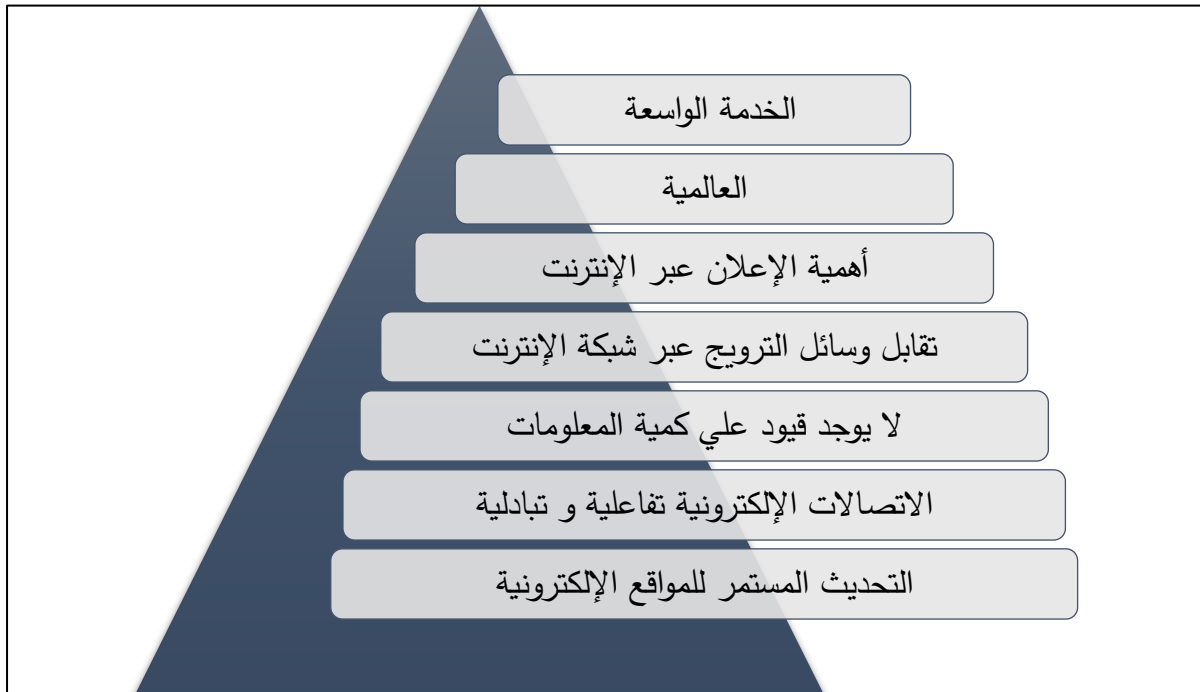 الخدمة الواسعة
العالمية
أهمية الإعلان عبر الإنترنت
تقابل وسائل الترويج عبر شبكة الإنترنت
لا يوجد قيود علي كمية المعلومات
الاتصالات الإلكترونية تفاعلية و تبادلية
التحديث المستمر للمواقع الإلكترونية